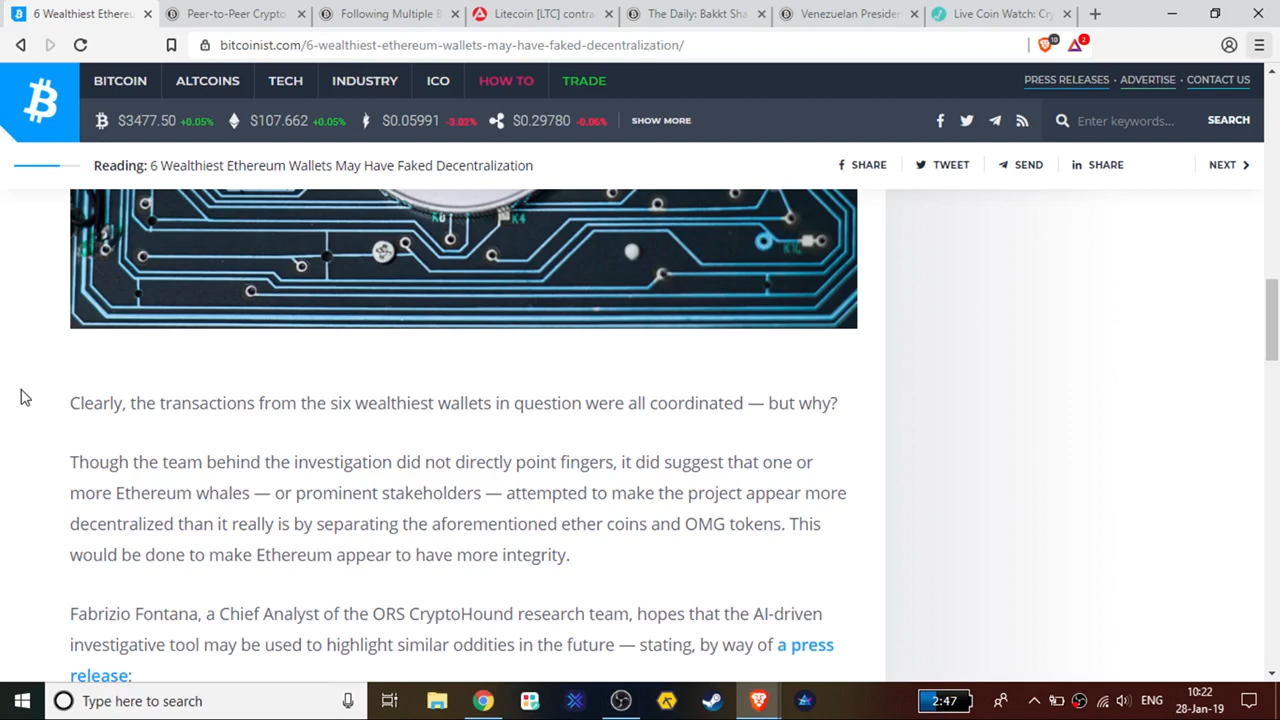 6 Wealthiest Ethereu
Peer-to-Peer Crypto
Following Multiple B
Litecoin [LTC] contra
The Daily: Bakkt Sha
Venezuelan Presiden
Live Coin Watch: Cry
bitcoinist.com/6-wealthiest-ethereum-wallets-may-have-faked-decentralization/
10
2
BITCOIN ALTCOINS TECH INDUSTRY ICO HOW TO TRADE
PRESS RELEASES • ADVERTISE • CONTACT US
$3477.50 +0.05% $107.662 +0.05% $0.05991 -3.02% $0.29780 -0.06% SHOW MORE
Enter keywords... SEARCH
Reading: 6 Wealthiest Ethereum Wallets May Have Faked Decentralization
SHARE TWEET SEND SHARE NEXT
K4
Clearly, the transactions from the six wealthiest wallets in question were all coordinated — but why?
Though the team behind the investigation did not directly point fingers, it did suggest that one or
more Ethereum whales — or prominent stakeholders — attempted to make the project appear more
decentralized than it really is by separating the aforementioned ether coins and OMG tokens. This
would be done to make Ethereum appear to have more integrity.
Fabrizio Fontana, a Chief Analyst of the ORS CryptoHound research team, hopes that the AI-driven
investigative tool may be used to highlight similar oddities in the future — stating, by way of a press
release:
Type here to search
2:47
ENG
10:22
28-Jan-19